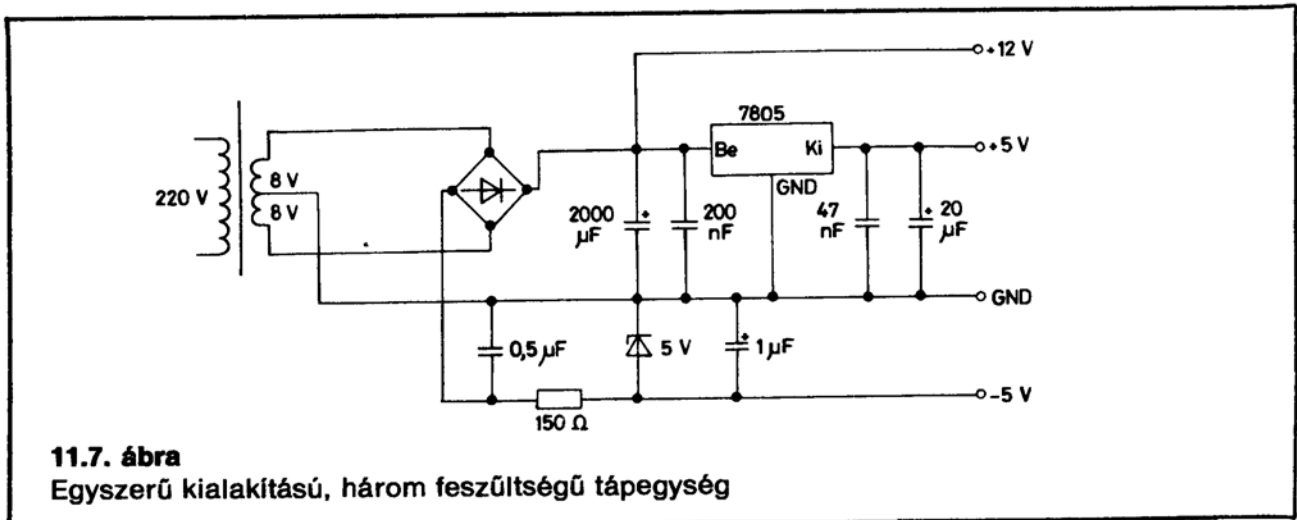 +12 V
7805
Be Ki
GND
+5 V
220 V
8 V
8 V
2000 µF
200 nF
47 nF
20 µF
GND
0,5 µF
5 V
1 µF
-5 V
150 Ω
11.7. ábra
Egyszerű kialakítású, három feszűltségű tápegység